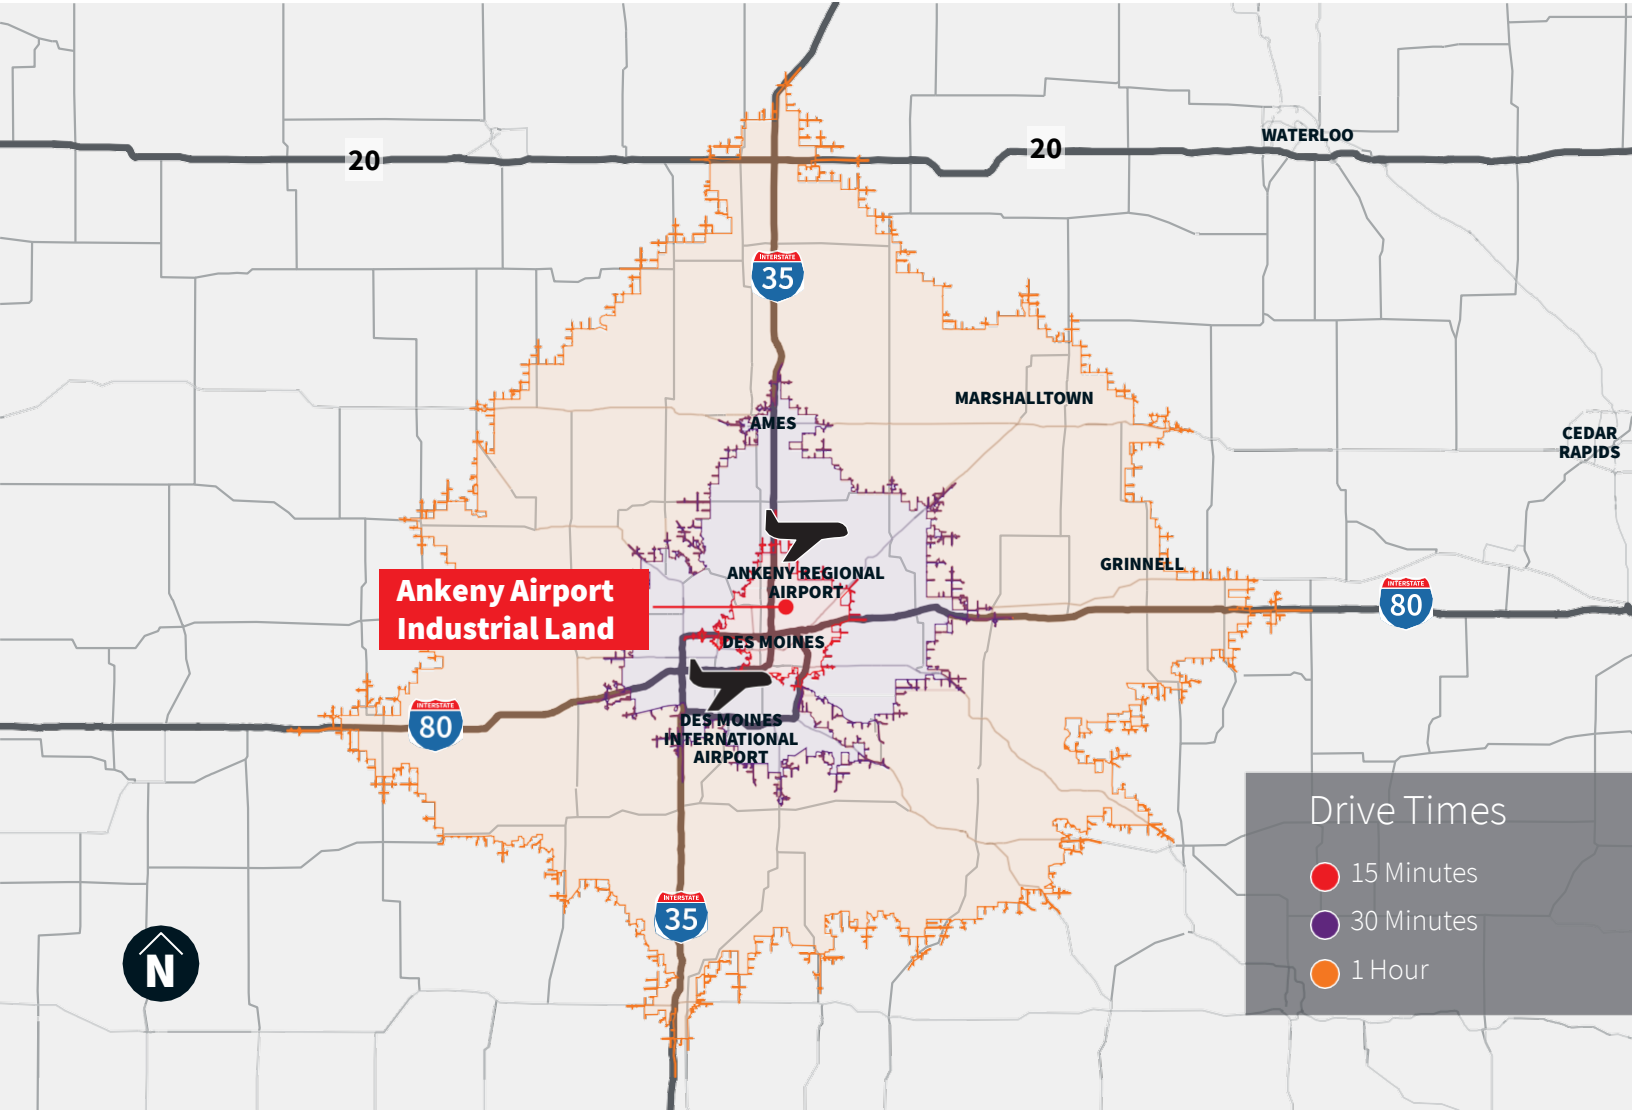 WATERLOO
20
20
INTERSTATE
35
MARSHALLTOWN
AMES
CEDAR
RAPIDS
GRINNELL
ANKENY REGIONAL
AIRPORT
Ankeny Airport
Industrial Land
INTERSTATE
80
DES MOINES
INTERSTATE
80
DES MOINES
INTERNATIONAL
AIRPORT
Drive Times
15 Minutes
30 Minutes
1 Hour
INTERSTATE
35
N